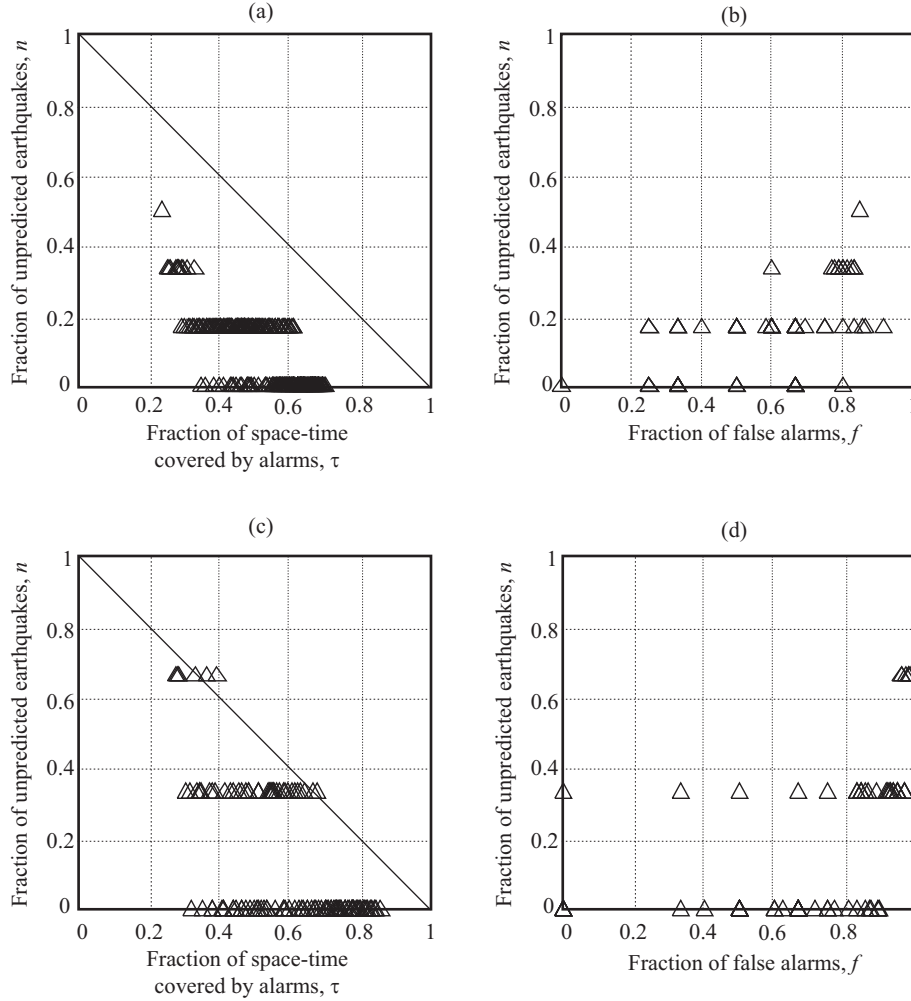 (a)
Fraction of unpredicted earthquakes, n
1
0.8
0.6
0.4
0.2
0
0 0.2 0.4 0.6 0.8 1
Fraction of space-time
covered by alarms, τ
(b)
Fraction of unpredicted earthquakes, n
1
0.8
0.6
0.4
0.2
0
0 0.2 0.4 0.6 0.8
Fraction of false alarms, f
(c)
Fraction of unpredicted earthquakes, n
1
0.8
0.6
0.4
0.2
0
0 0.2 0.4 0.6 0.8 1
Fraction of space-time
covered by alarms, τ
(d)
Fraction of unpredicted earthquakes, n
1
0.8
0.6
0.4
0.2
0
0 0.2 0.4 0.6 0.8
Fraction of false alarms, f